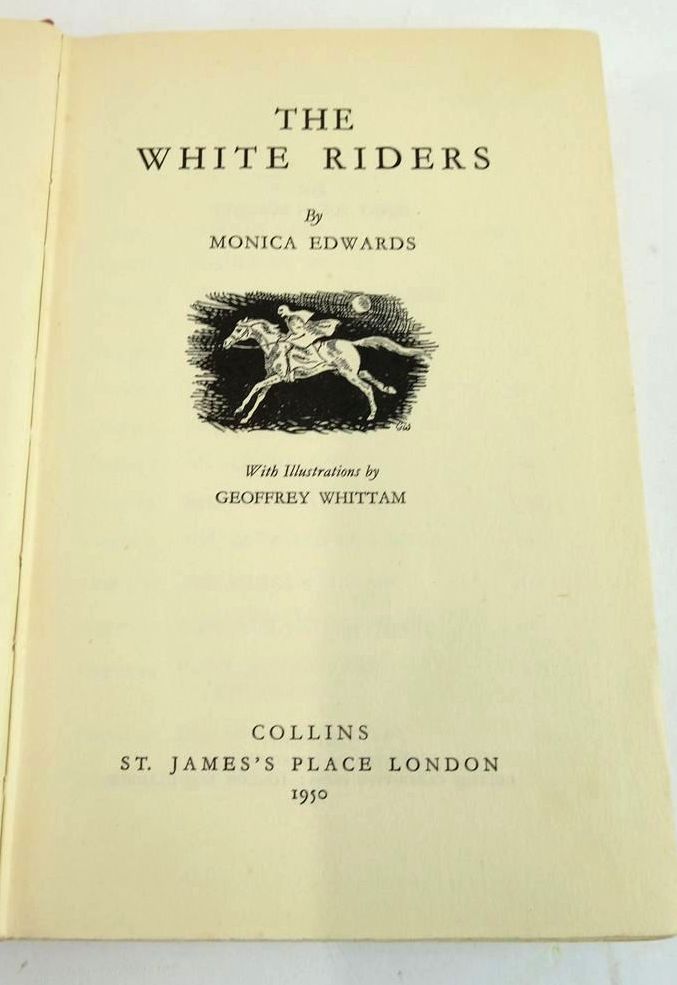 THE
WHITE RIDERS
By
MONICA EDWARDS
With Illustrations by
GEOFFREY WHITTAM
COLLINS
ST. JAMES'S PLACE LONDON
1950